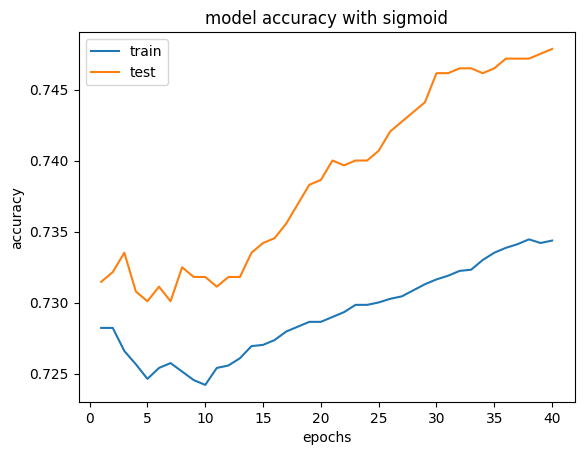 model accuracy with sigmoid
train
test
0.745
0.740
0.735
0.730
0.725
accuracy
0 5 10 15 20 25 30 35 40
epochs